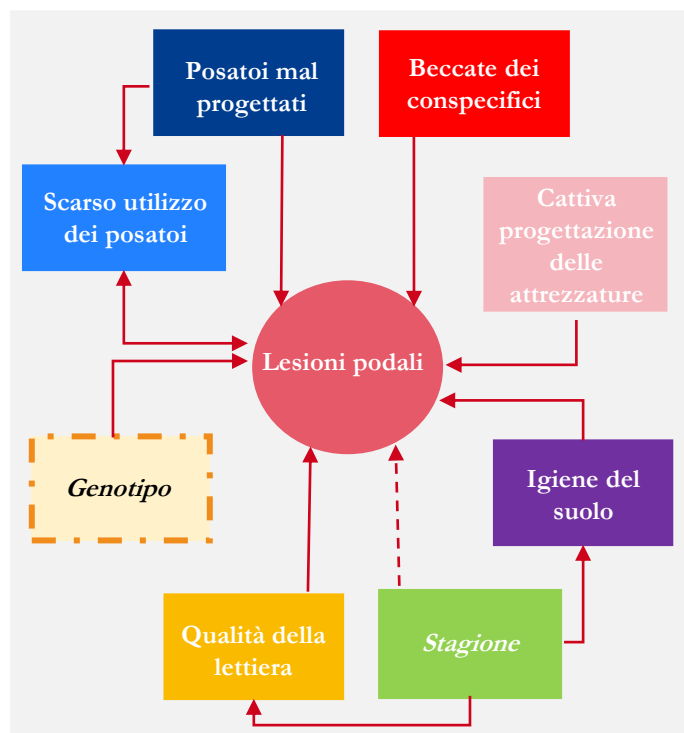 Posatoi mal
progettati
Beccate dei
conspecifici
Scarso utilizzo
dei posatoi
Cattiva
progettazione
delle
attrezzature
Lesioni podali
Genotipo
Igiene del
suolo
Qualità della
lettiera
Stagione